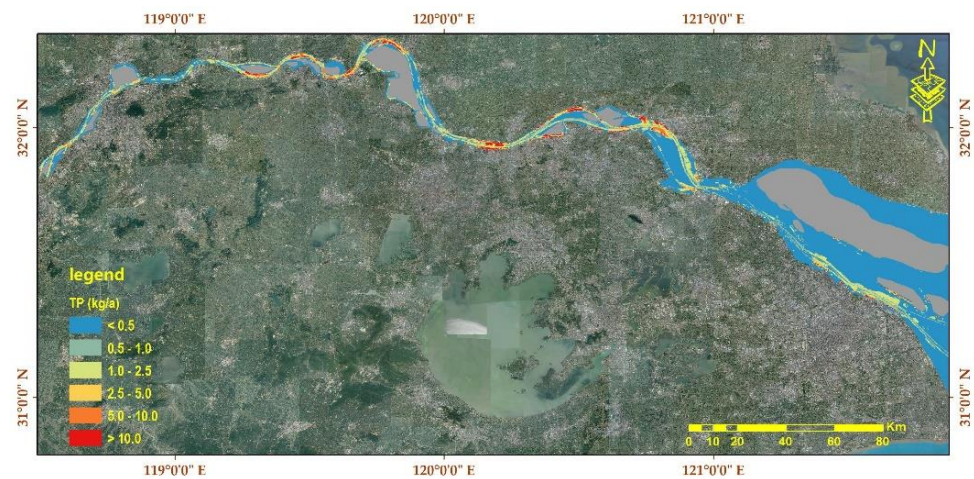 119°0'0" E 120°0'0" E 121°0'0" E
N
32°0'0" N 32°0'0" N
legend
TP (kg/a)
< 0.5
0.5 - 1.0
1.0 - 2.5
2.5 - 5.0
5.0 - 10.0
> 10.0
31°0'0" N 31°0'0" N
Km
0 10 20 40 60 80
119°0'0" E 120°0'0" E 121°0'0" E